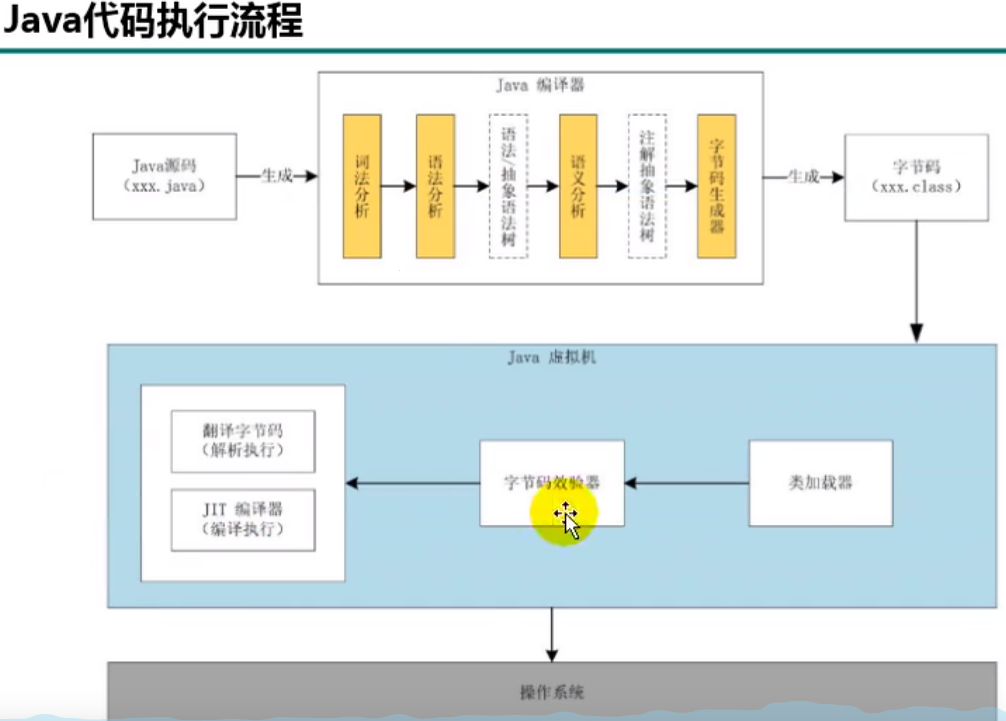 Java代码执行流程
Java 编译器
Java源码
(xxx.java)
生成
词法分析
语法分析
语法/抽象语法树
语义分析
注解抽象语法树
字节码生成器
生成
字节码
(xxx.class)
Java 虚拟机
翻译字节码
(解析执行)
JIT 编译器
(编译执行)
字节码效验器
类加载器
操作系统